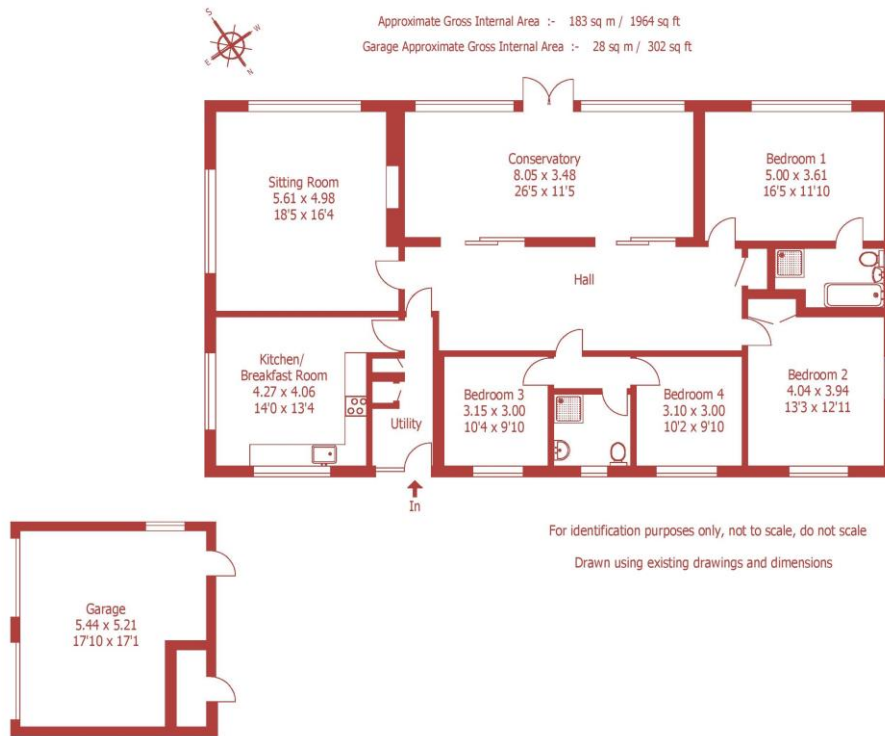 Approximate Gross Internal Area :- 183 sq m / 1964 sq ft
Garage Approximate Gross Internal Area :- 28 sq m / 302 sq ft
S
W
E
N
Sitting Room
5.61 x 4.98
18'5 x 16'4
Conservatory
8.05 x 3.48
26'5 x 11'5
Bedroom 1
5.00 x 3.61
16'5 x 11'10
Hall
Kitchen/
Breakfast Room
4.27 x 4.06
14'0 x 13'4
Utility
Bedroom 3
3.15 x 3.00
10'4 x 9'10
Bedroom 4
3.10 x 3.00
10'2 x 9'10
Bedroom 2
4.04 x 3.94
13'3 x 12'11
In
For identification purposes only, not to scale, do not scale
Drawn using existing drawings and dimensions
Garage
5.44 x 5.21
17'10 x 17'1